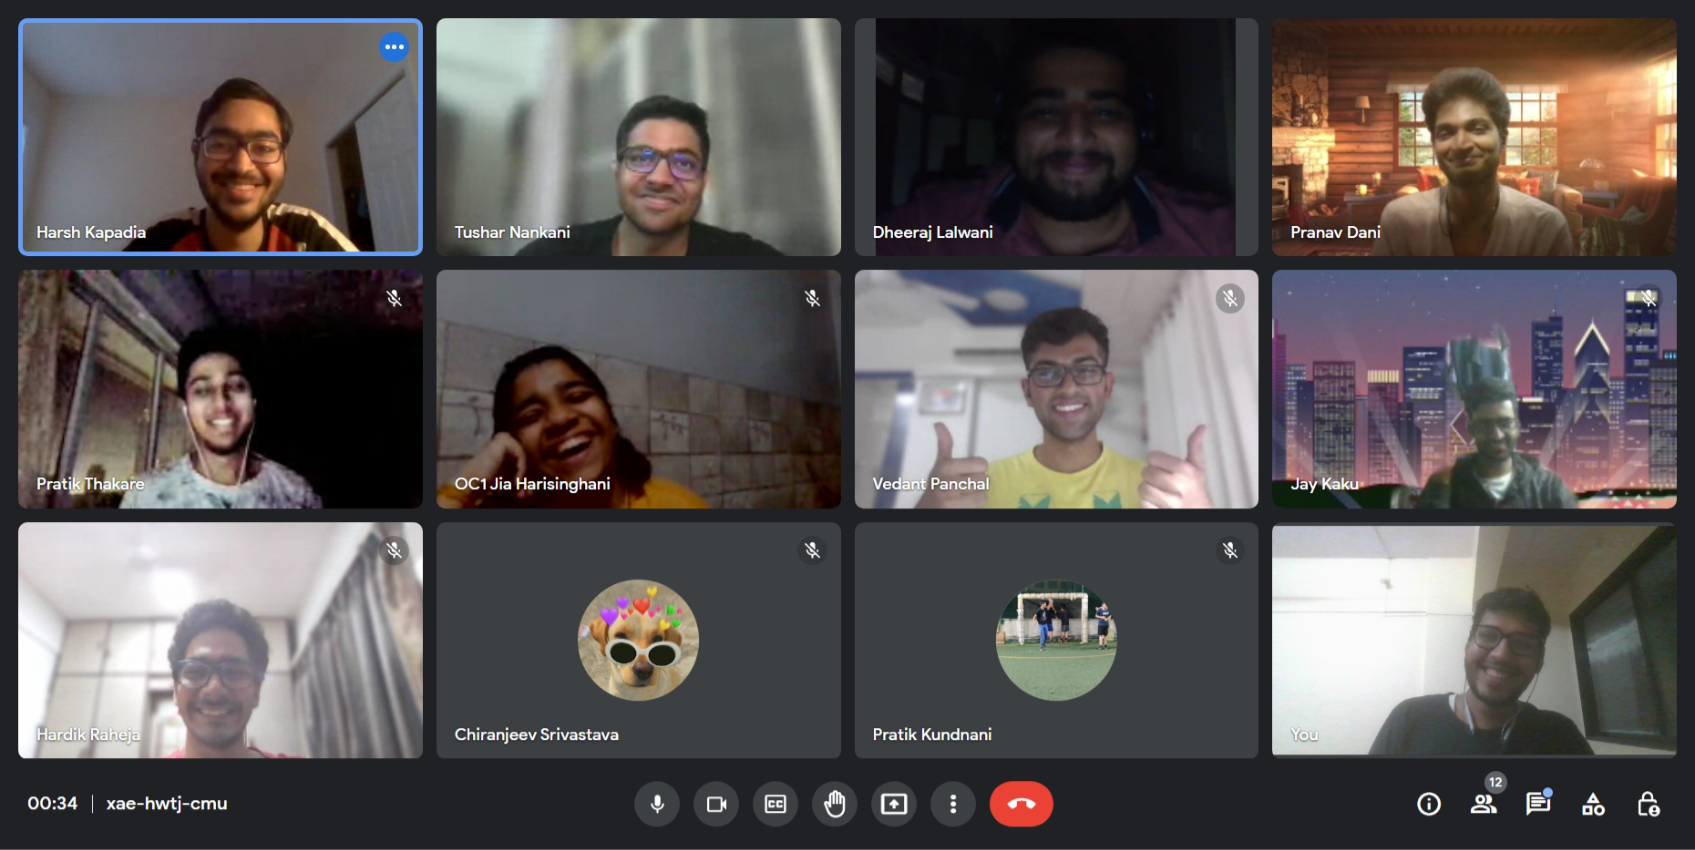 Harsh Kapadia
Tushar Nankani
Dheeraj Lalwani
Pranav Dani
Pratik Thakare
OC1 Jia Harisinghani
Vedant Panchal
Jay Kaku
Hardik Raheja
Chiranjeev Srivastava
Pratik Kundnani
You
00:34 | xae-hwtj-cmu
CC
12